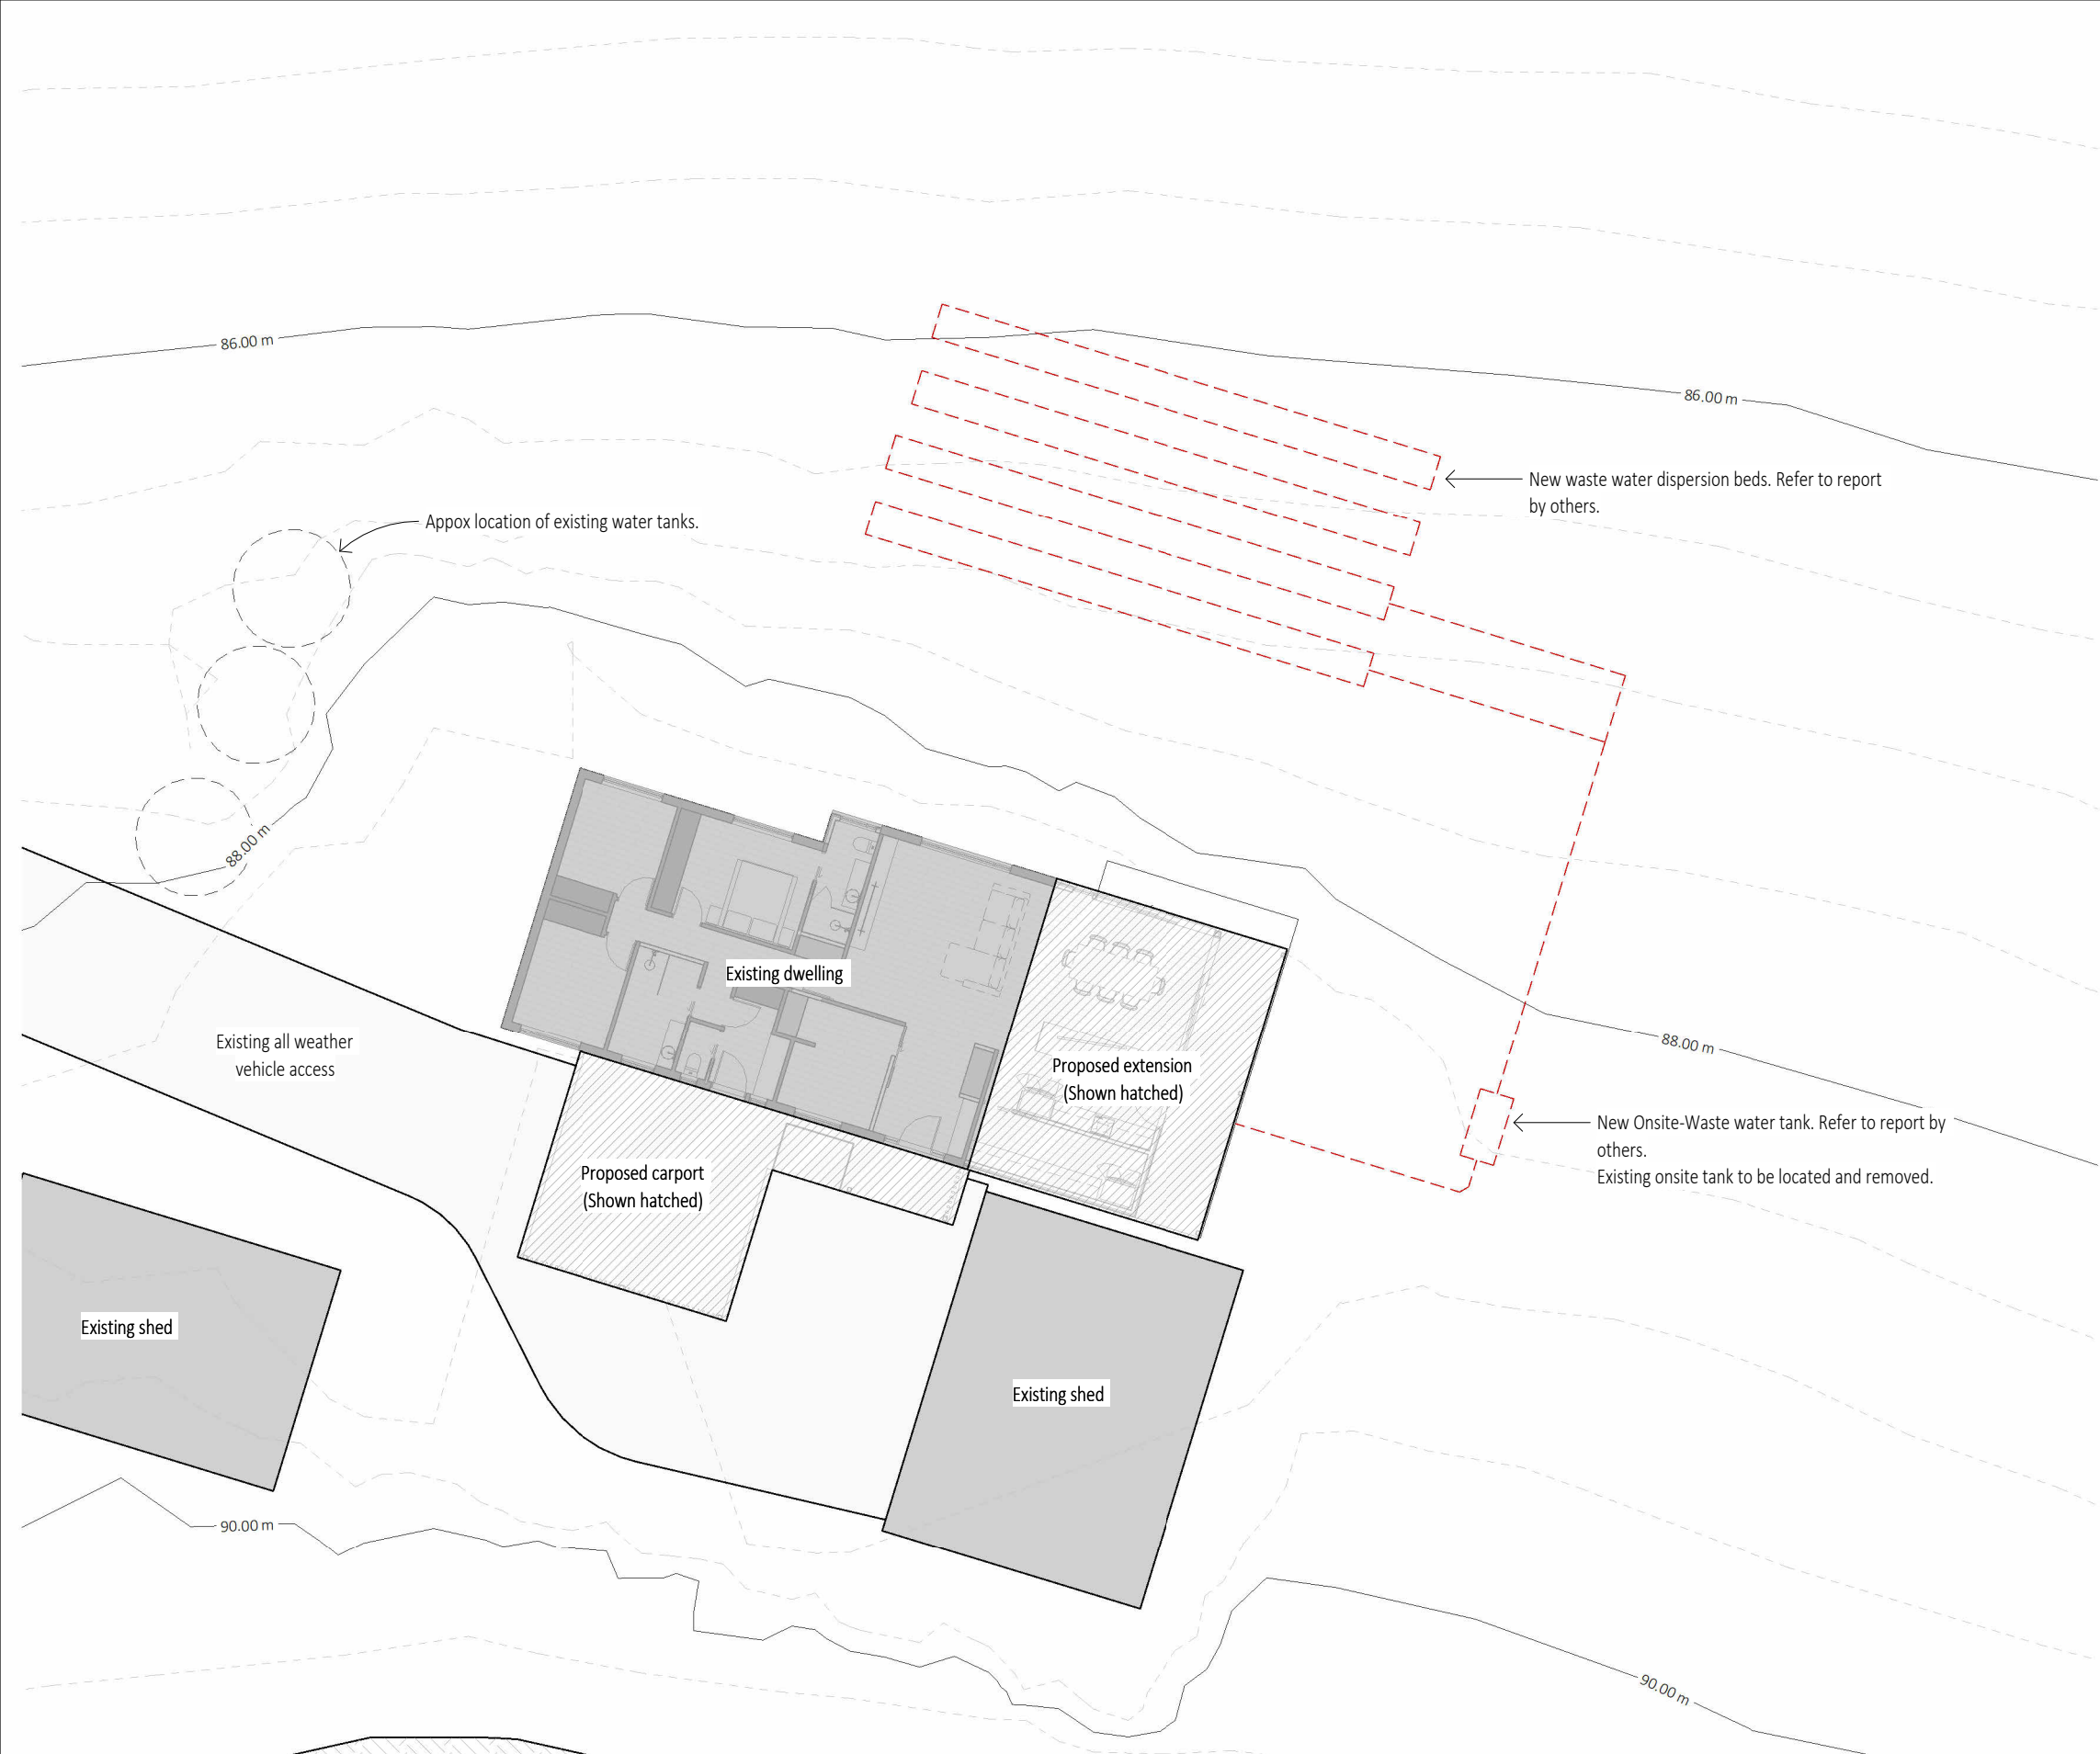 86.00 m
86.00 m
New waste water dispersion beds. Refer to report
by others.
Appox location of existing water tanks.
88.00 m
Existing dwelling
Existing all weather
vehicle access
Proposed extension
(Shown hatched)
88.00 m
New Onsite-Waste water tank. Refer to report by
others.
Existing onsite tank to be located and removed.
Proposed carport
(Shown hatched)
Existing shed
Existing shed
90.00 m
90.00 m